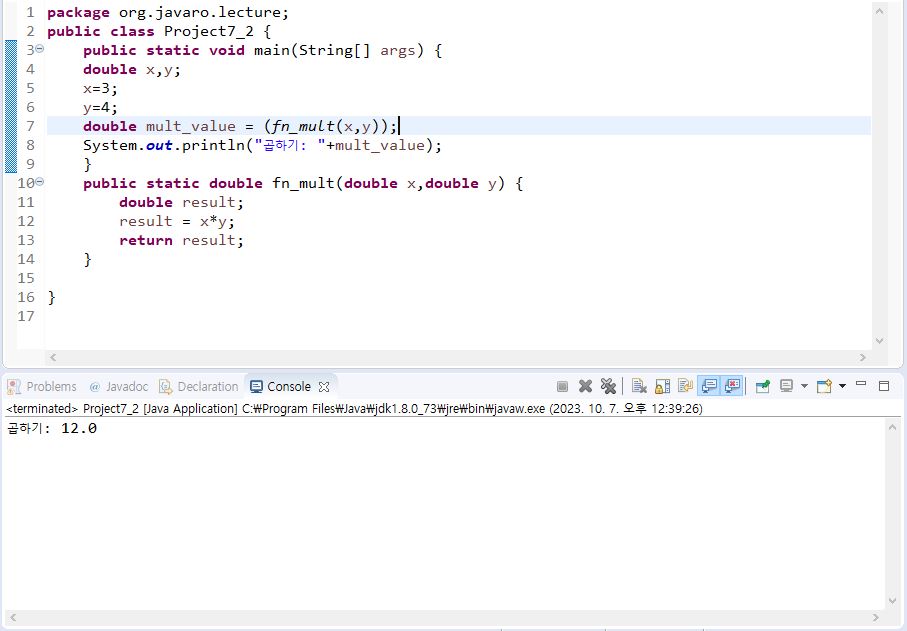 1 package org.javaro.lecture;
2 public class Project7_2 {
3 public static void main(String[] args) {
4 double x,y;
5 x=3;
6 y=4;
7 double mult_value = (fn_mult(x,y));
8 System.out.println("곱하기: "+mult_value);
9 }
10 public static double fn_mult(double x,double y) {
11 double result;
12 result = x*y;
13 return result;
14 }
15
16 }
17
Problems @ Javadoc Declaration Console
<terminated> Project7_2 [Java Application] C:₩Program Files₩Java₩jdk1.8.0_73₩jre₩bin₩javaw.exe (2023. 10. 7. 오후 12:39:26)
곱하기: 12.0